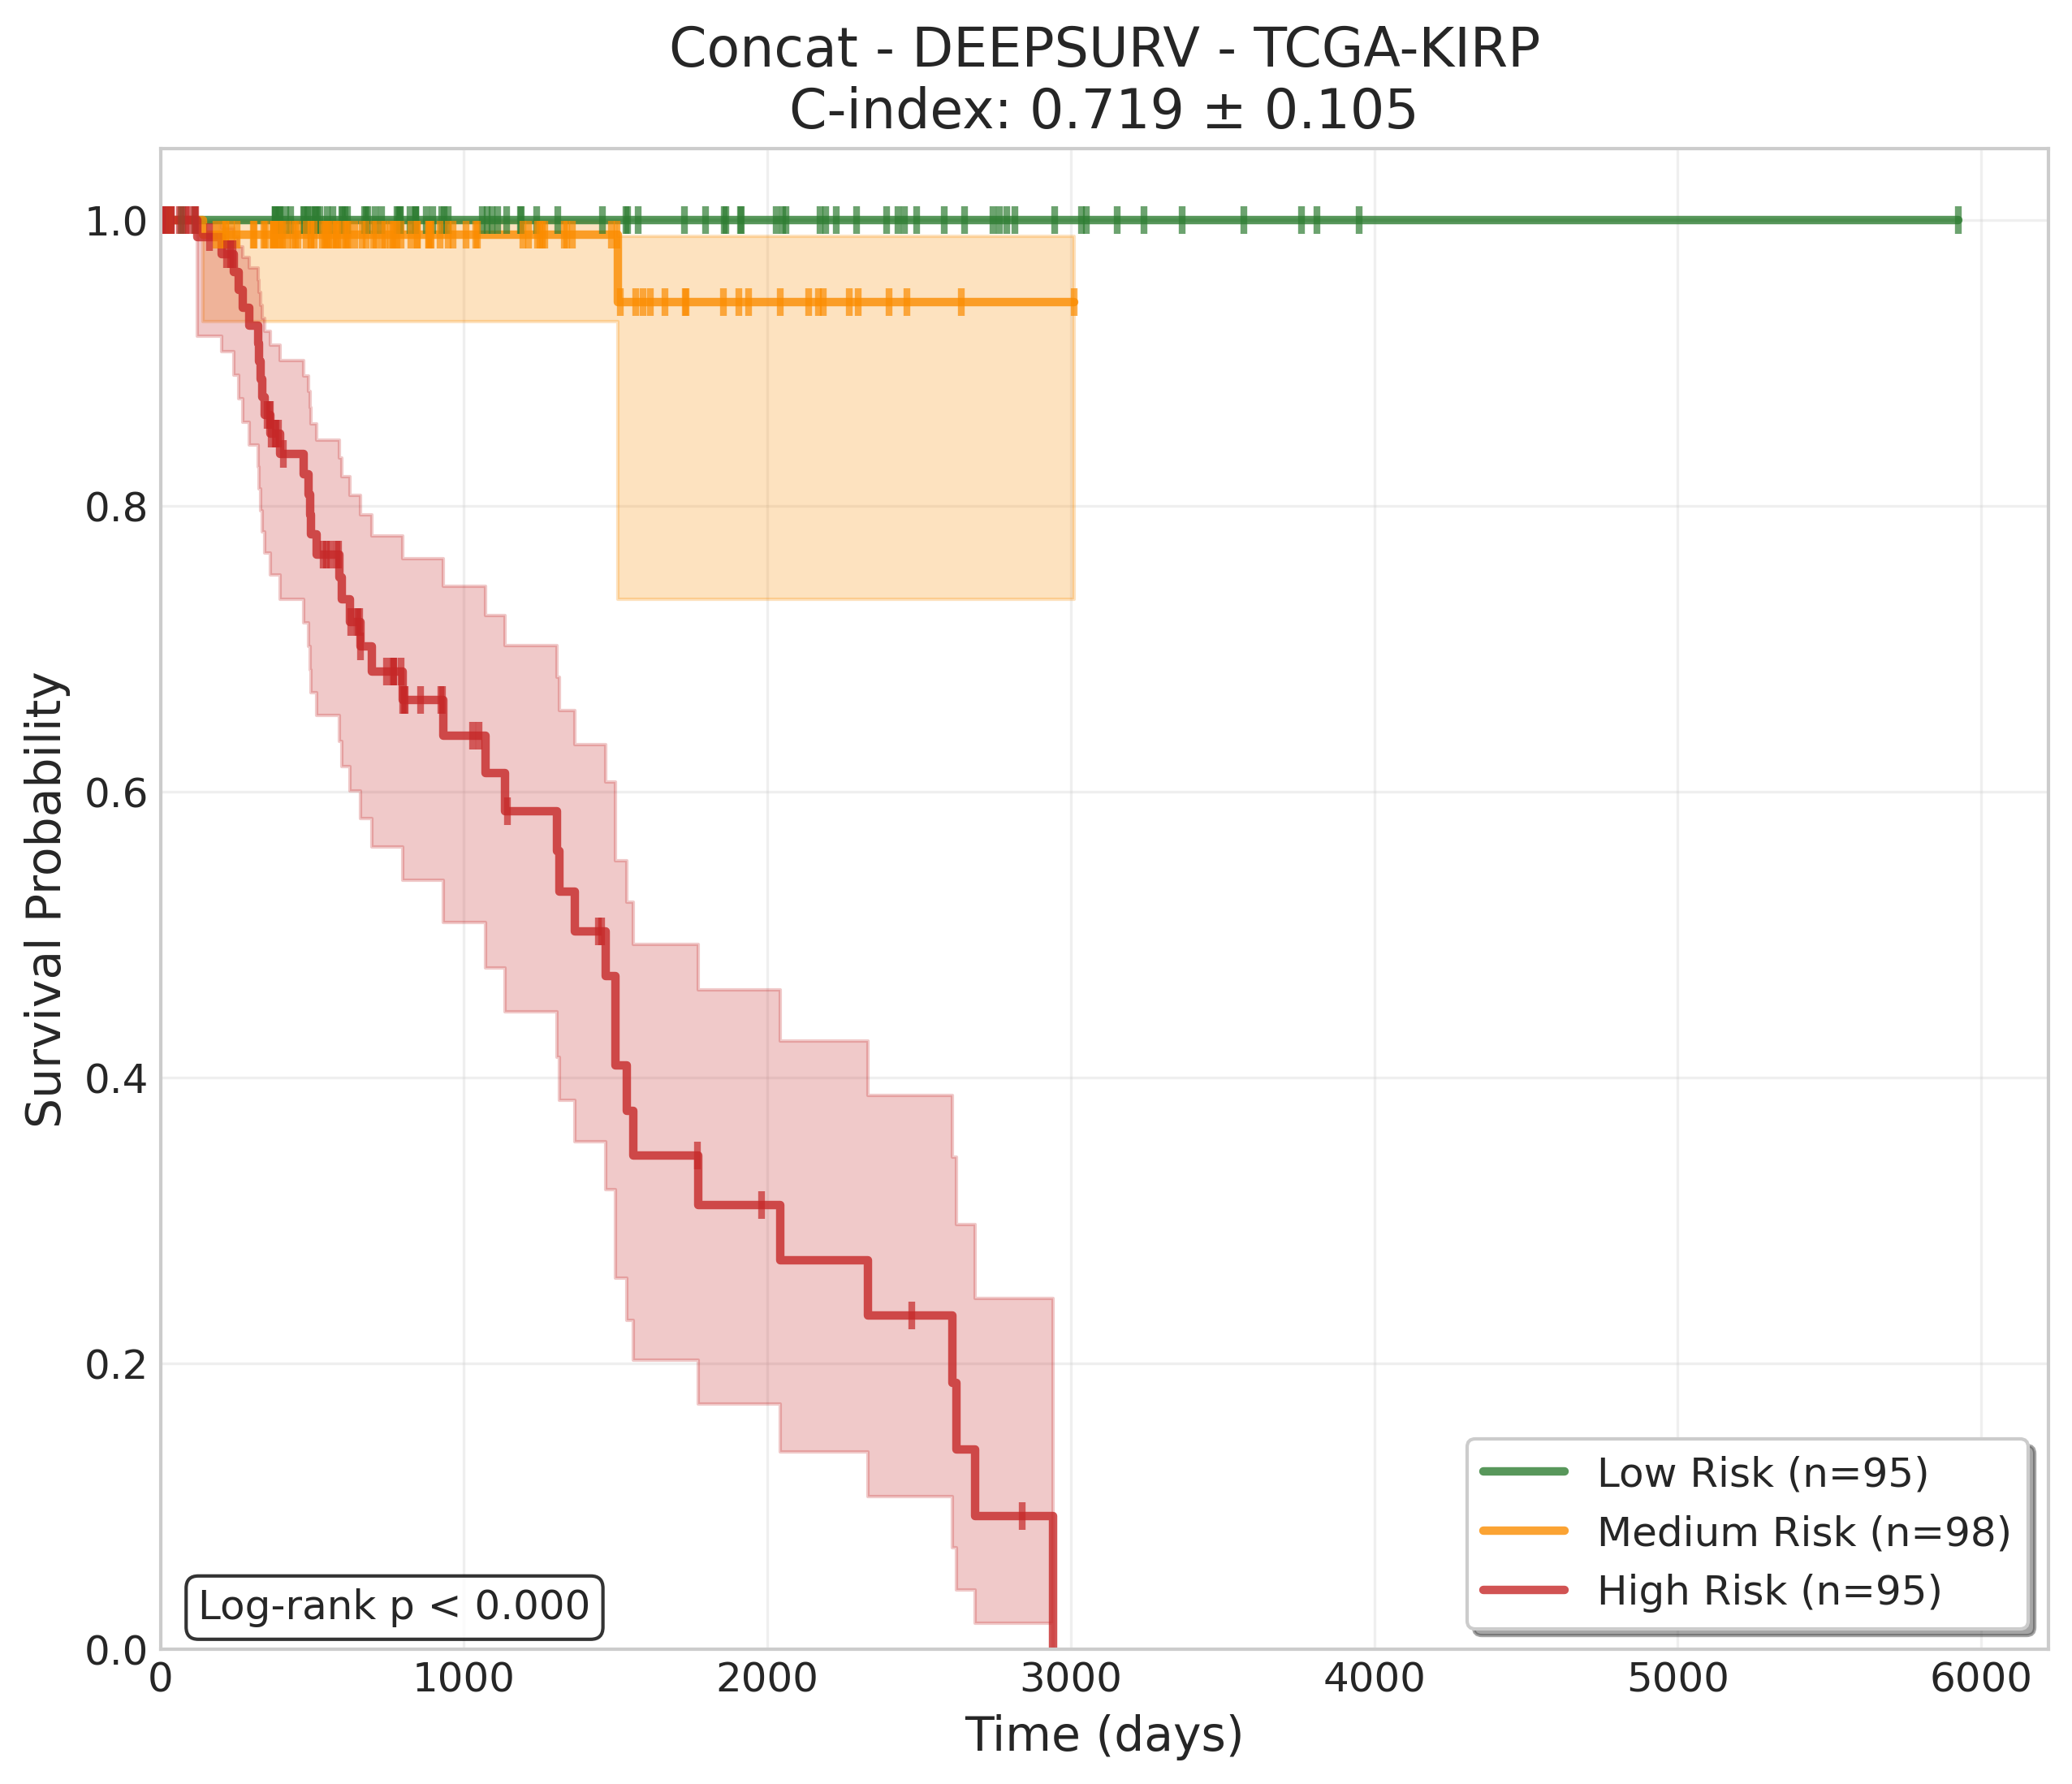 Concat - DEEPSURV - TCGA-KIRP
C-index: 0.719 ± 0.105
Survival Probability
1.0
0.8
0.6
0.4
0.2
0.0
Log-rank p < 0.000
Low Risk (n=95)
Medium Risk (n=98)
High Risk (n=95)
0 1000 2000 3000 4000 5000 6000
Time (days)